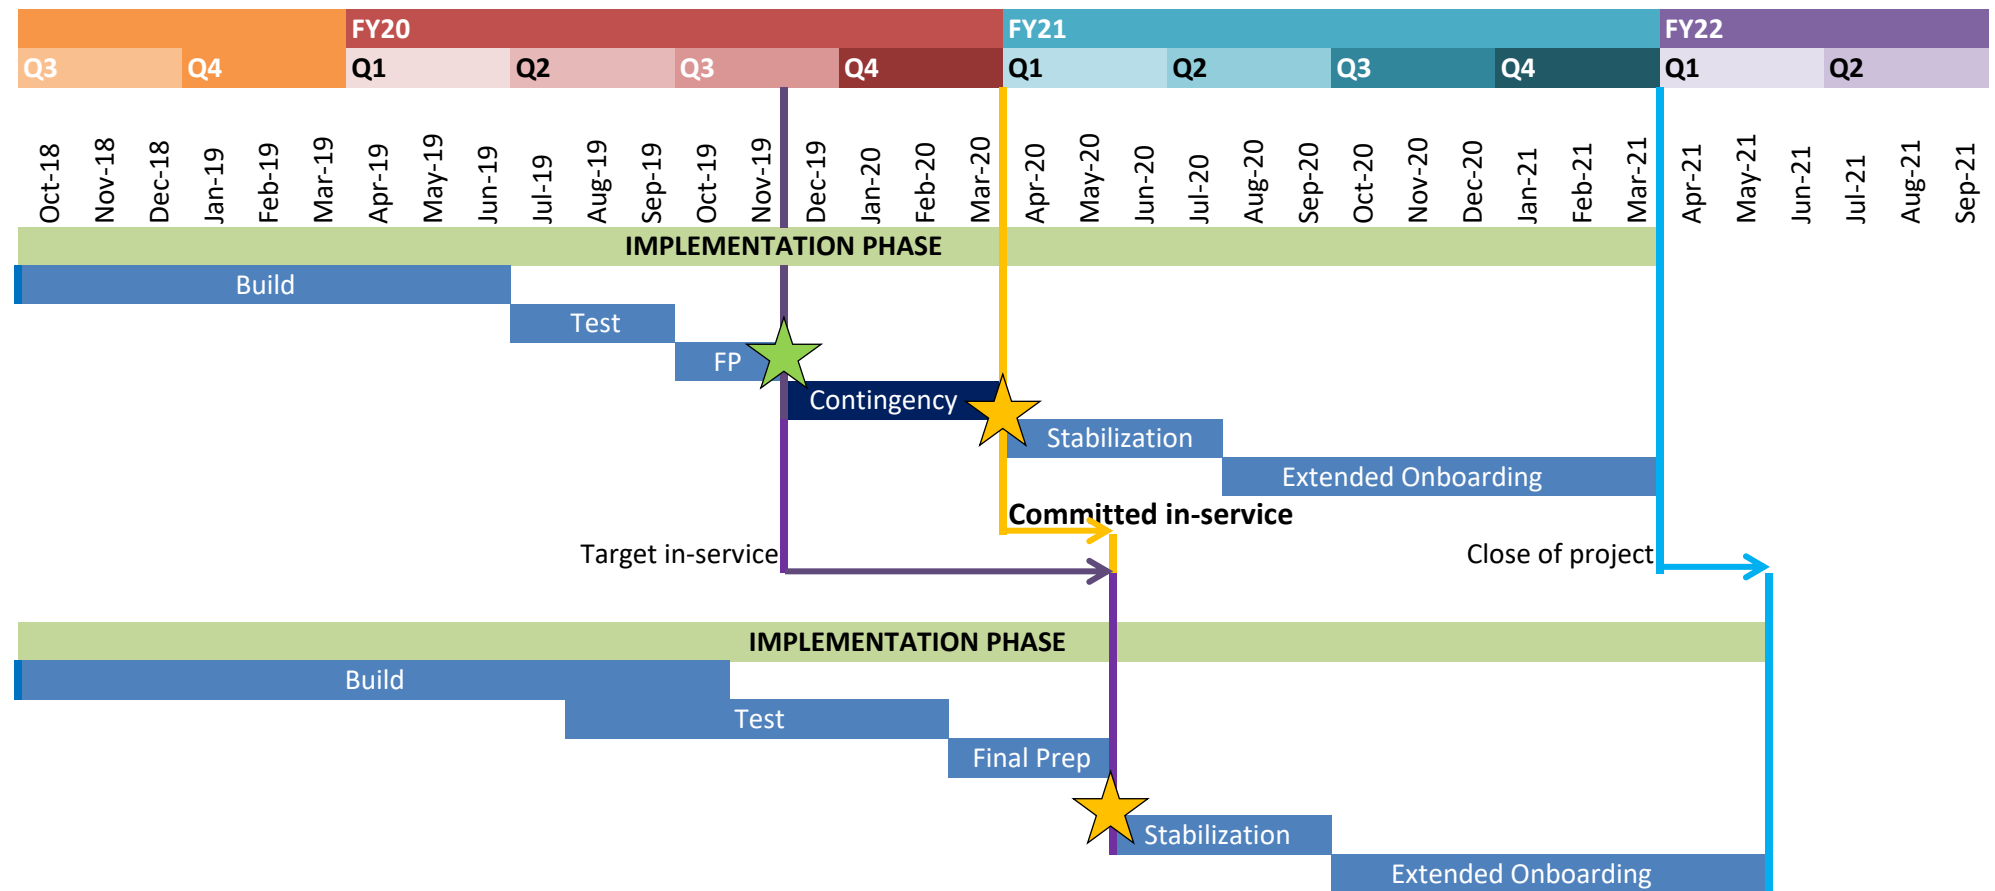 FY20 FY21 FY22
Q3 Q4 Q1 Q2 Q3 Q4 Q1 Q2 Q3 Q4 Q1 Q2
Oct-18 Nov-18 Dec-18 Jan-19 Feb-19 Mar-19 Apr-19 May-19 Jun-19 Jul-19 Aug-19 Sep-19 Oct-19 Nov-19 Dec-19 Jan-20 Feb-20 Mar-20 Apr-20 May-20 Jun-20 Jul-20 Aug-20 Sep-20 Oct-20 Nov-20 Dec-20 Jan-21 Feb-21 Mar-21 Apr-21 May-21 Jun-21 Jul-21 Aug-21 Sep-21
IMPLEMENTATION PHASE
Build
Test
FP
Contingency
Stabilization
Extended Onboarding
Committed in-service
Target in-service Close of project
IMPLEMENTATION PHASE
Build
Test
Final Prep
Stabilization
Extended Onboarding